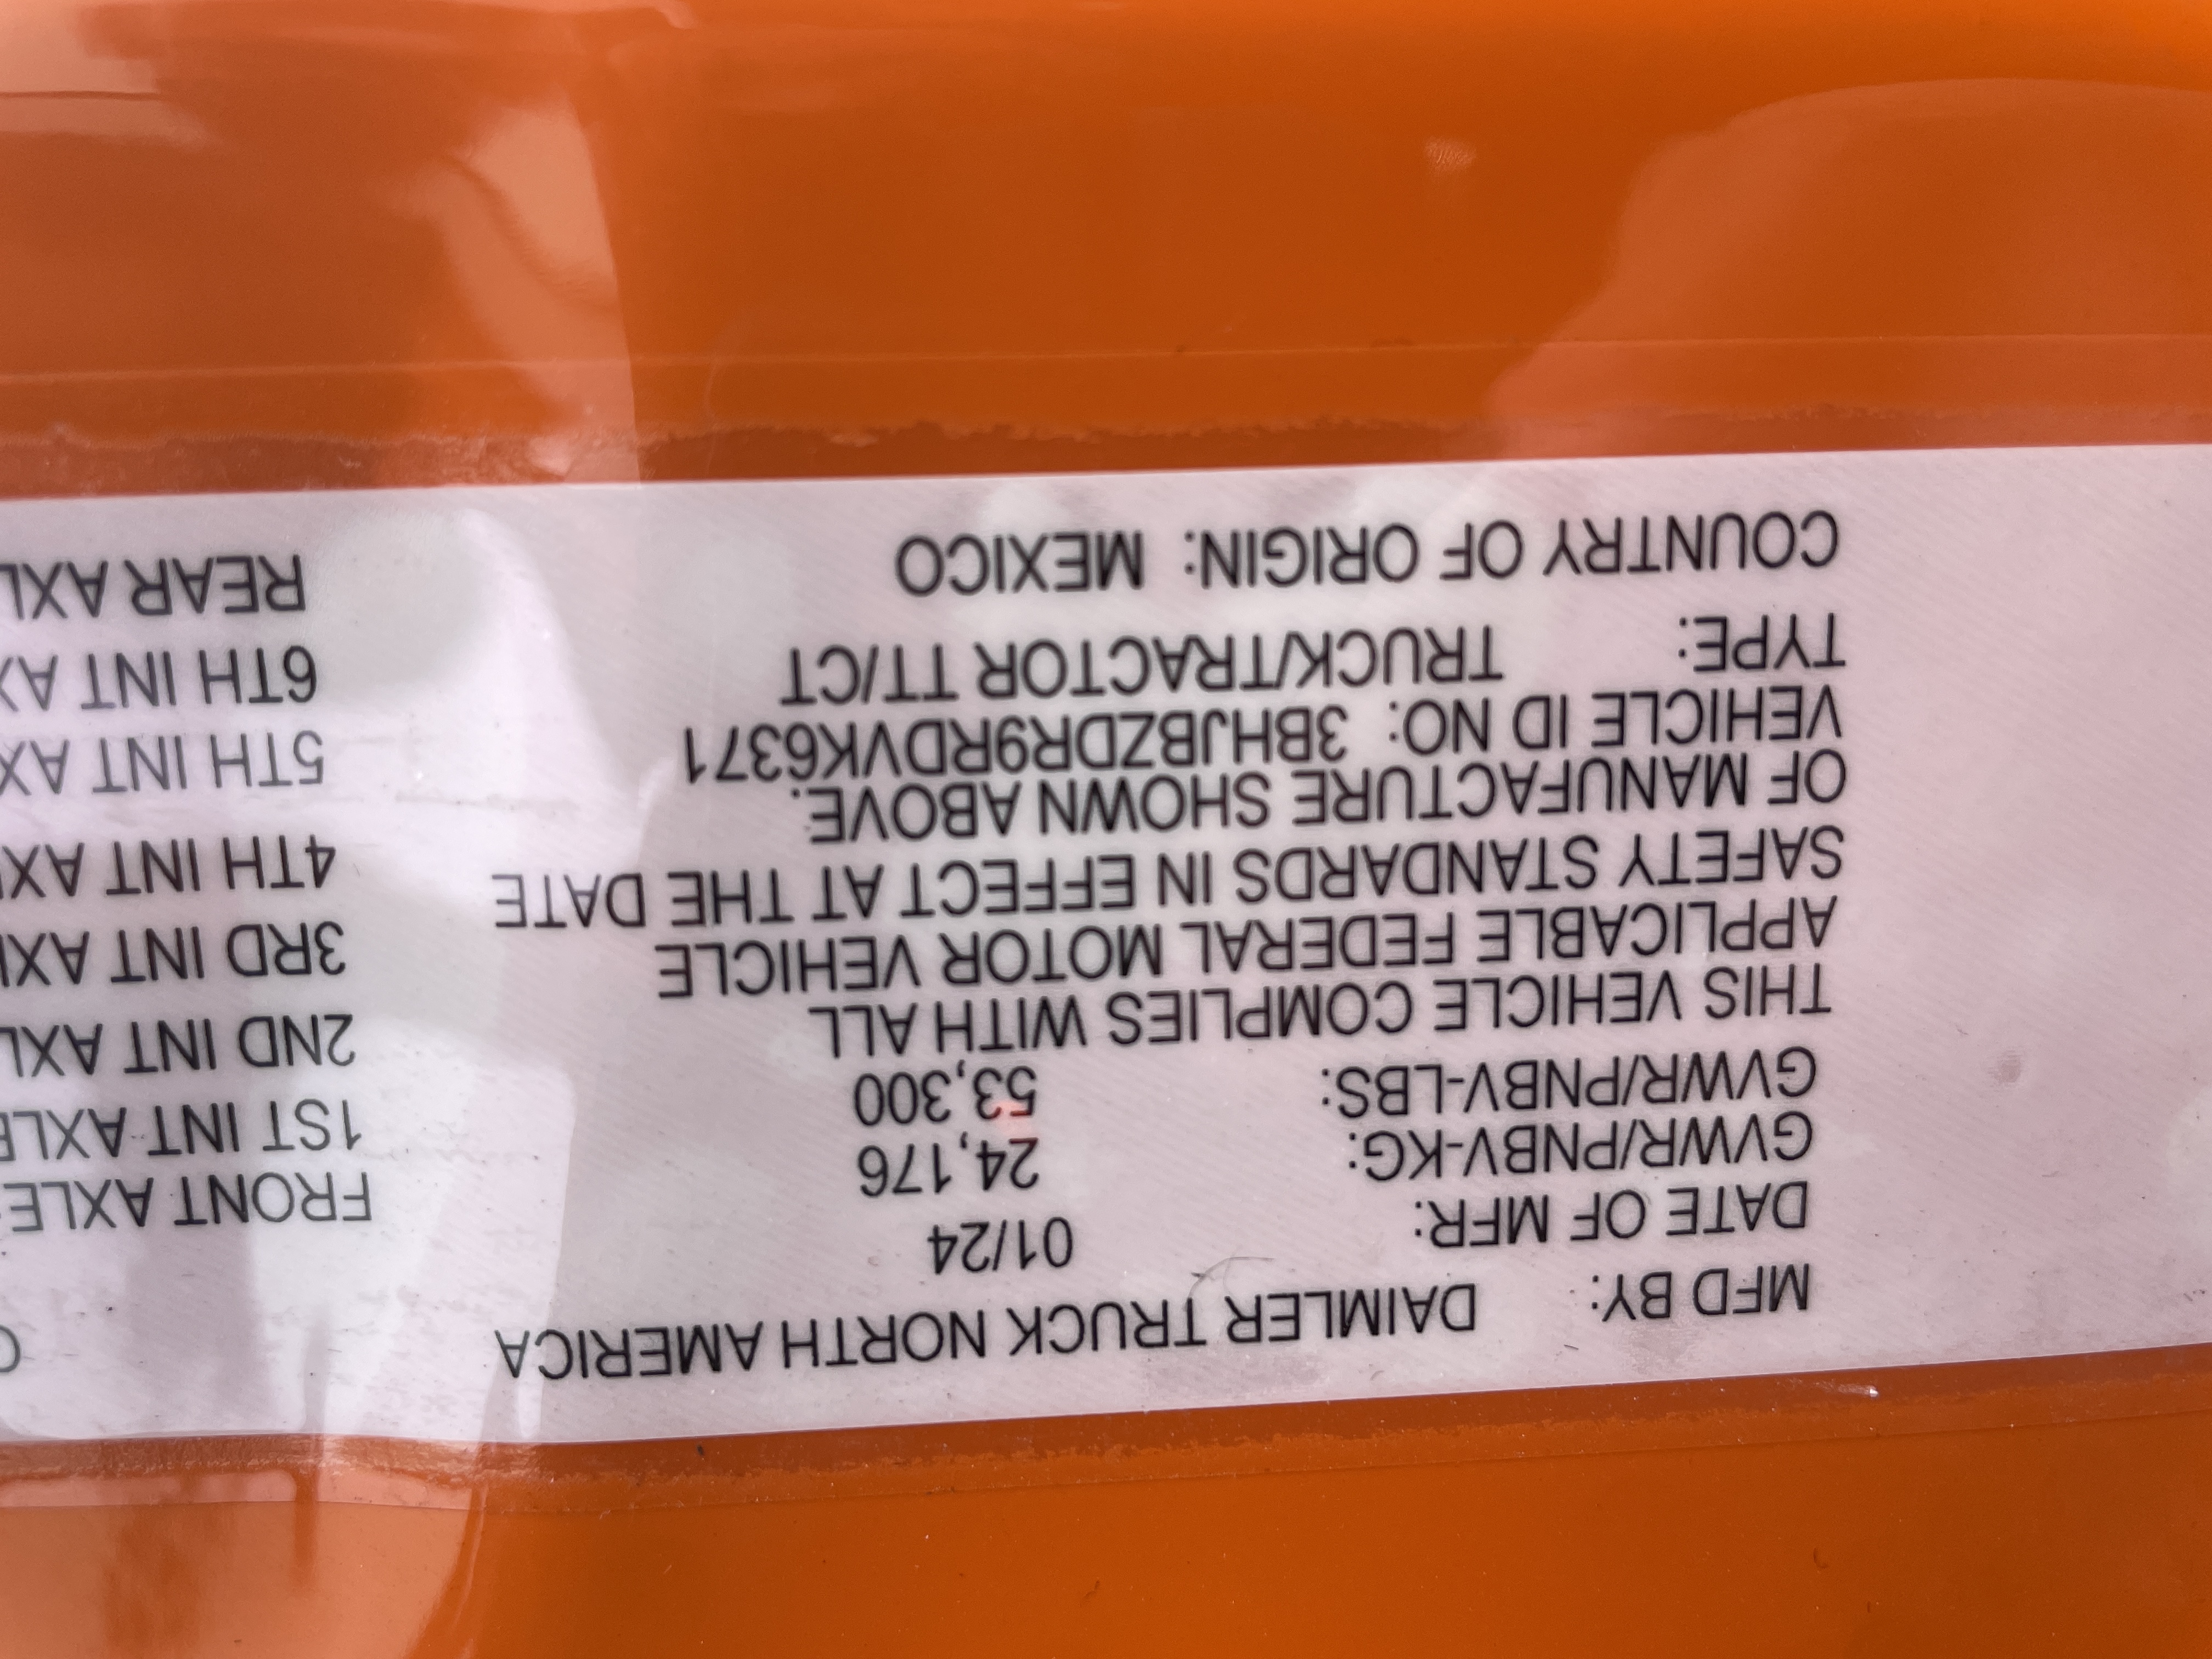 MFD BY: DAIMLER TRUCK NORTH AMERICA
DATE OF MFR: 01/24
GVWR/PNBV-KG: 24,176
GVWR/PNBV-LBS: 53,300
THIS VEHICLE COMPLIES WITH ALL
APPLICABLE FEDERAL MOTOR VEHICLE
SAFETY STANDARDS IN EFFECT AT THE DATE
OF MANUFACTURE SHOWN ABOVE.
VEHICLE ID NO: 3BHJBZDR9RDVK6371
TYPE: TRUCK/TRACTOR TT/CT
COUNTRY OF ORIGIN: MEXICO
FRONT AXLE:
1ST INT AXLE
2ND INT AXL
3RD INT AX
4TH INT AX
5TH INT AX
6TH INT AX
REAR AXL